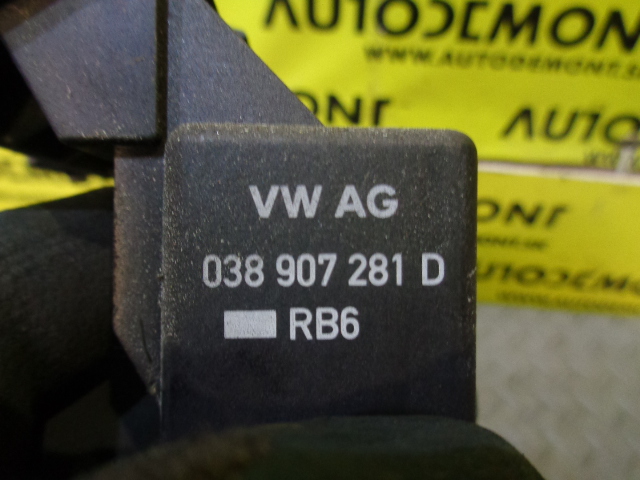 AUTODEMONT
WWW.AUTODEMONT.S
VW AG
038 907 281 D
RB6